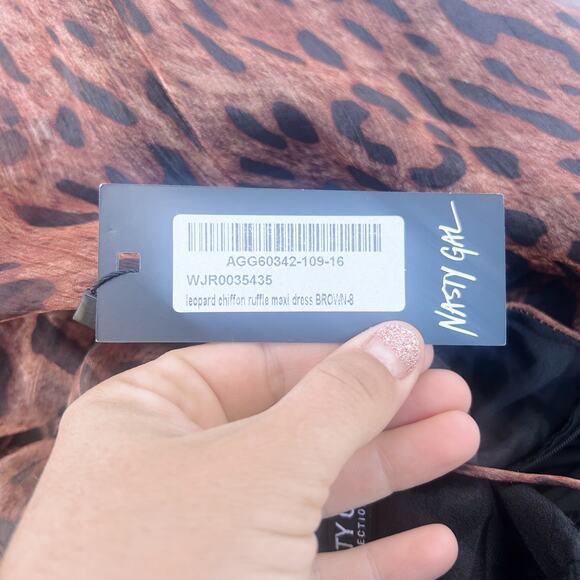 AGG60342-109-16
WJR0035435
leopard chiffon ruffle maxi dress BROWN-8
NASTY GAL